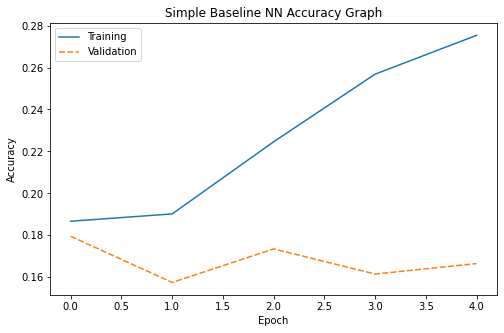 Simple Baseline NN Accuracy Graph
Training
Validation
0.28
0.26
0.24
0.22
0.20
0.18
0.16
Accuracy
0.0 0.5 1.0 1.5 2.0 2.5 3.0 3.5 4.0
Epoch